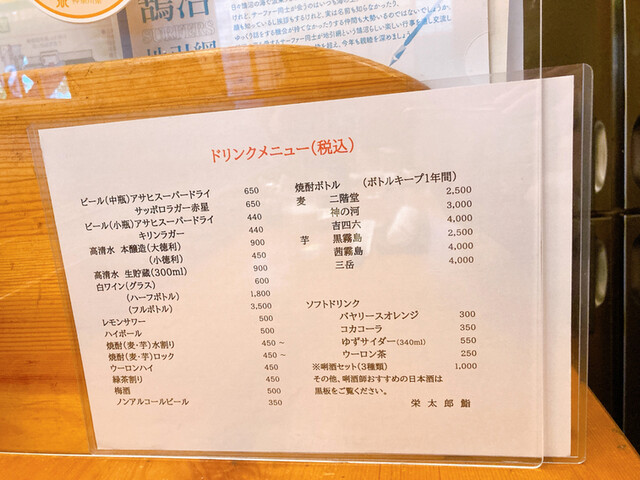 鵠沼
地引網
ドリンクメニュー(税込)
ビール(中瓶)アサヒスーパードライ 650
サッポロラガー赤星 650
ビール(小瓶)アサヒスーパードライ 440
キリンラガー 440
高清水 本醸造(大徳利) 900
(小徳利) 450
高清水 生貯蔵(300ml) 900
白ワイン(グラス) 600
(ハーフボトル) 1,800
(フルボトル) 3,500
レモンサワー 500
ハイボール 500
焼酎(麦・芋)水割り 450～
焼酎(麦・芋)ロック 450～
ウーロンハイ 450
緑茶割り 450
梅酒 500
ノンアルコールビール 350
焼酎ボトル (ボトルキープ1年間)
麦 二階堂 2,500
神の河 3,000
吉四六 4,000
芋 黒霧島 2,500
茜霧島 4,000
三岳 4,000
ソフトドリンク
バヤリースオレンジ 300
コカコーラ 350
ゆずサイダー(340ml) 550
ウーロン茶 250
※唎酒セット(3種類) 1,000
その他、唎酒師おすすめの日本酒は
黒板をご覧ください。
栄太郎鮨